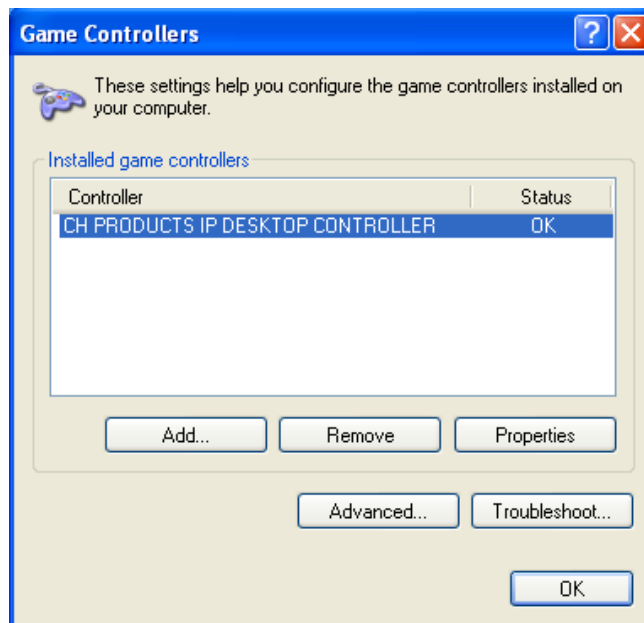 Game Controllers
These settings help you configure the game controllers installed on
your computer.
Installed game controllers
Controller Status
CH PRODUCTS IP DESKTOP CONTROLLER OK
Add... Remove Properties
Advanced... Troubleshoot...
OK